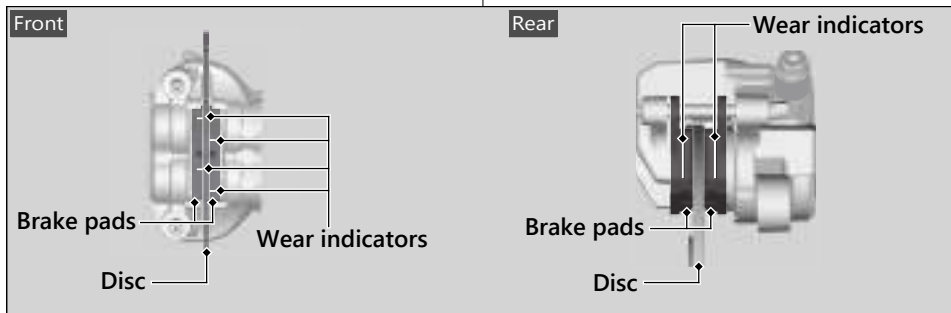 Front
Brake pads
Wear indicators
Disc
Rear
Wear indicators
Brake pads
Disc